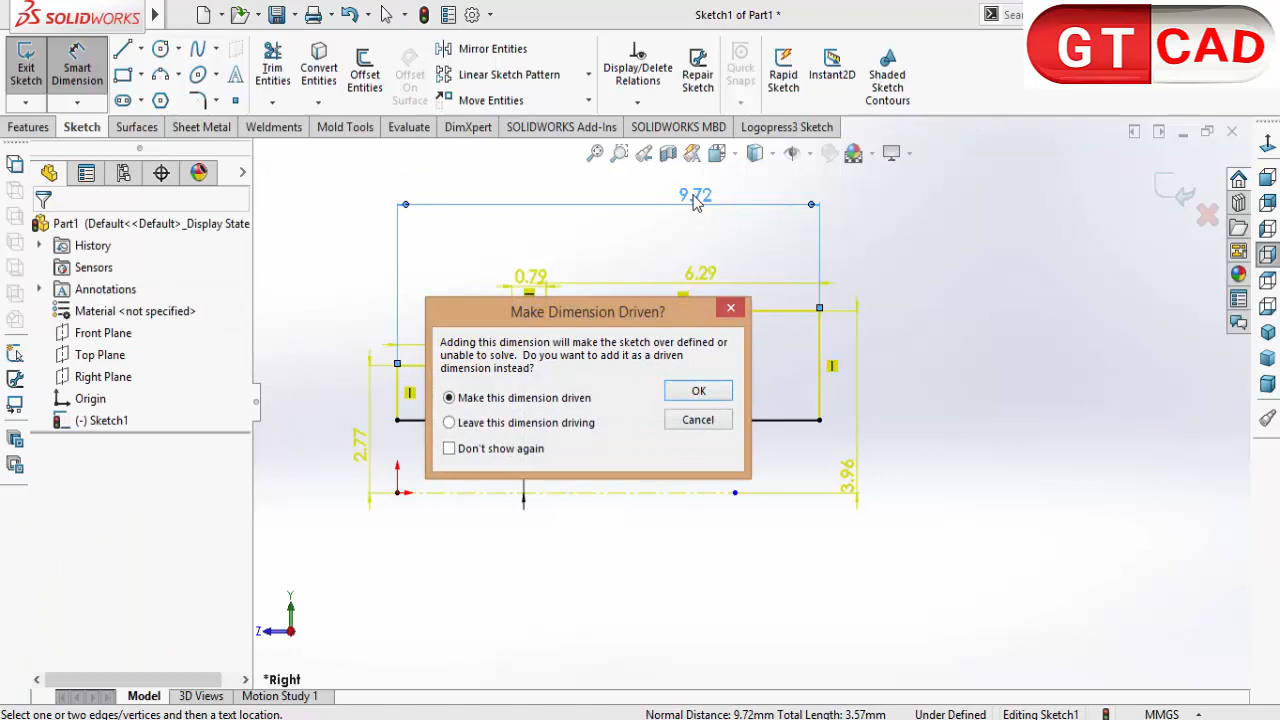 SOLIDWORKS
Sketch1 of Part1 *
Sea
GT CAD
Exit Sketch
Smart Dimension
Trim Entities
Convert Entities
Offset Entities
Offset On Surface
Mirror Entities
Linear Sketch Pattern
Move Entities
Display/Delete Relations
Repair Sketch
Quick Snaps
Rapid Sketch
Instant2D
Shaded Sketch Contours
Features
Sketch
Surfaces
Sheet Metal
Weldments
Mold Tools
Evaluate
DimXpert
SOLIDWORKS Add-Ins
SOLIDWORKS MBD
Logopress3 Sketch
Part1 (Default<<Default>_Display State
History
Sensors
Annotations
Material <not specified>
Front Plane
Top Plane
Right Plane
Origin
(-) Sketch1
9.72
0.79
6.29
2.77
3.96
Make Dimension Driven?
Adding this dimension will make the sketch over defined or
unable to solve. Do you want to add it as a driven
dimension instead?
Make this dimension driven
Leave this dimension driving
Don't show again
OK
Cancel
Y
Z
*Right
Model
3D Views
Motion Study 1
Select one or two edges/vertices and then a text location.
Normal Distance: 9.72mm Total Length: 3.57mm
Under Defined
Editing Sketch1
MMGS